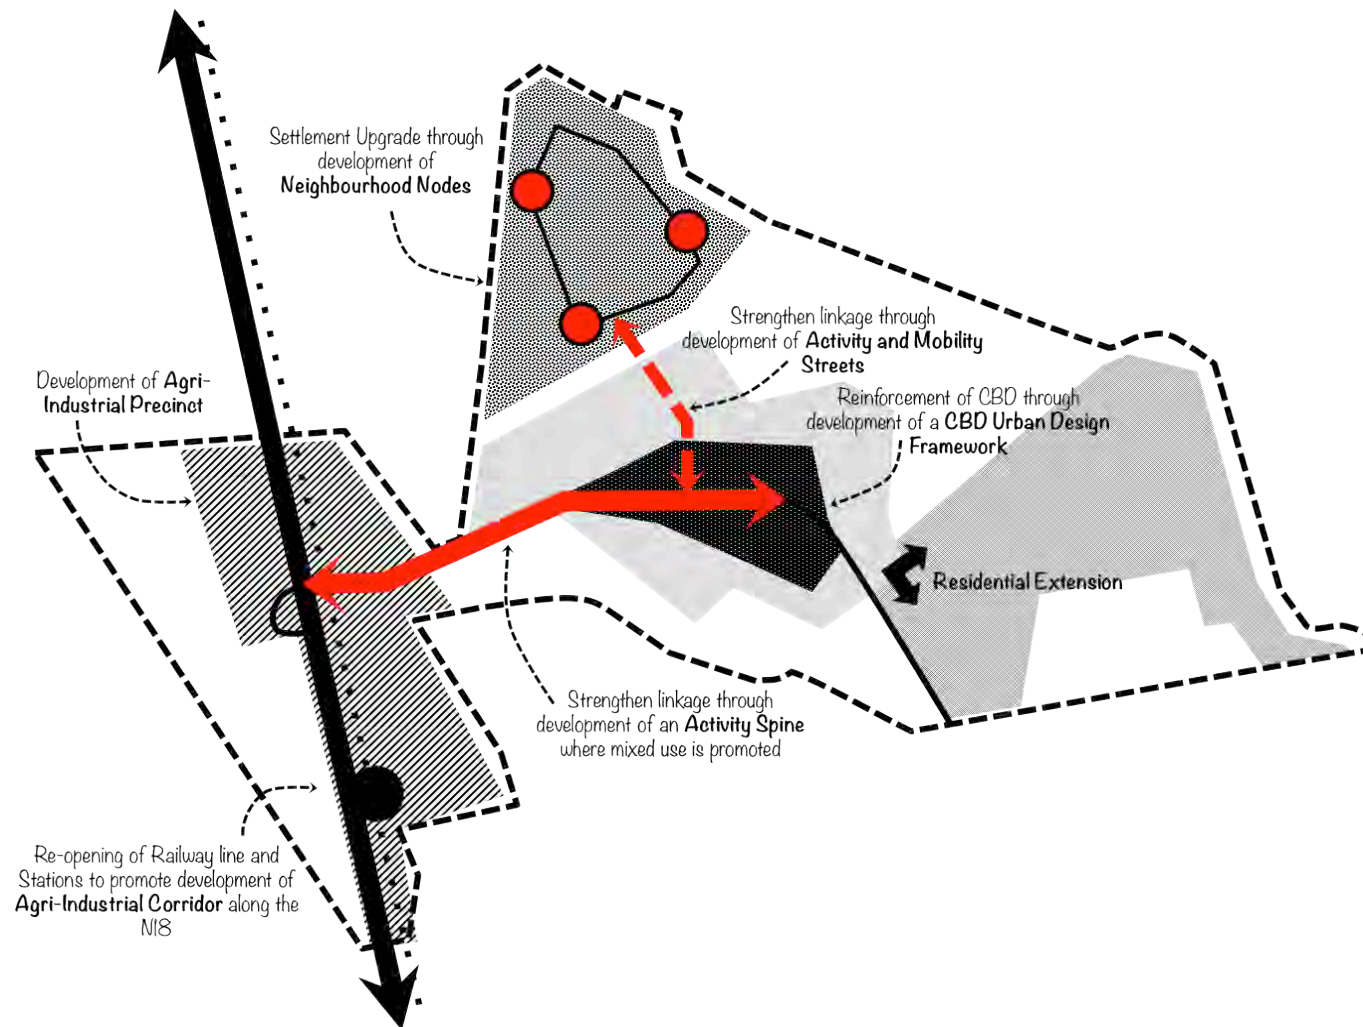 Settlement Upgrade through
development of
Neighbourhood Nodes
Strengthen linkage through
development of Activity and Mobility
Streets
Development of Agri-
Industrial Precinct
Reinforcement of CBD through
development of a CBD Urban Design
Framework
Residential Extension
Strengthen linkage through
development of an Activity Spine
where mixed use is promoted
Re-opening of Railway line and
Stations to promote development of
Agri-Industrial Corridor along the
N18